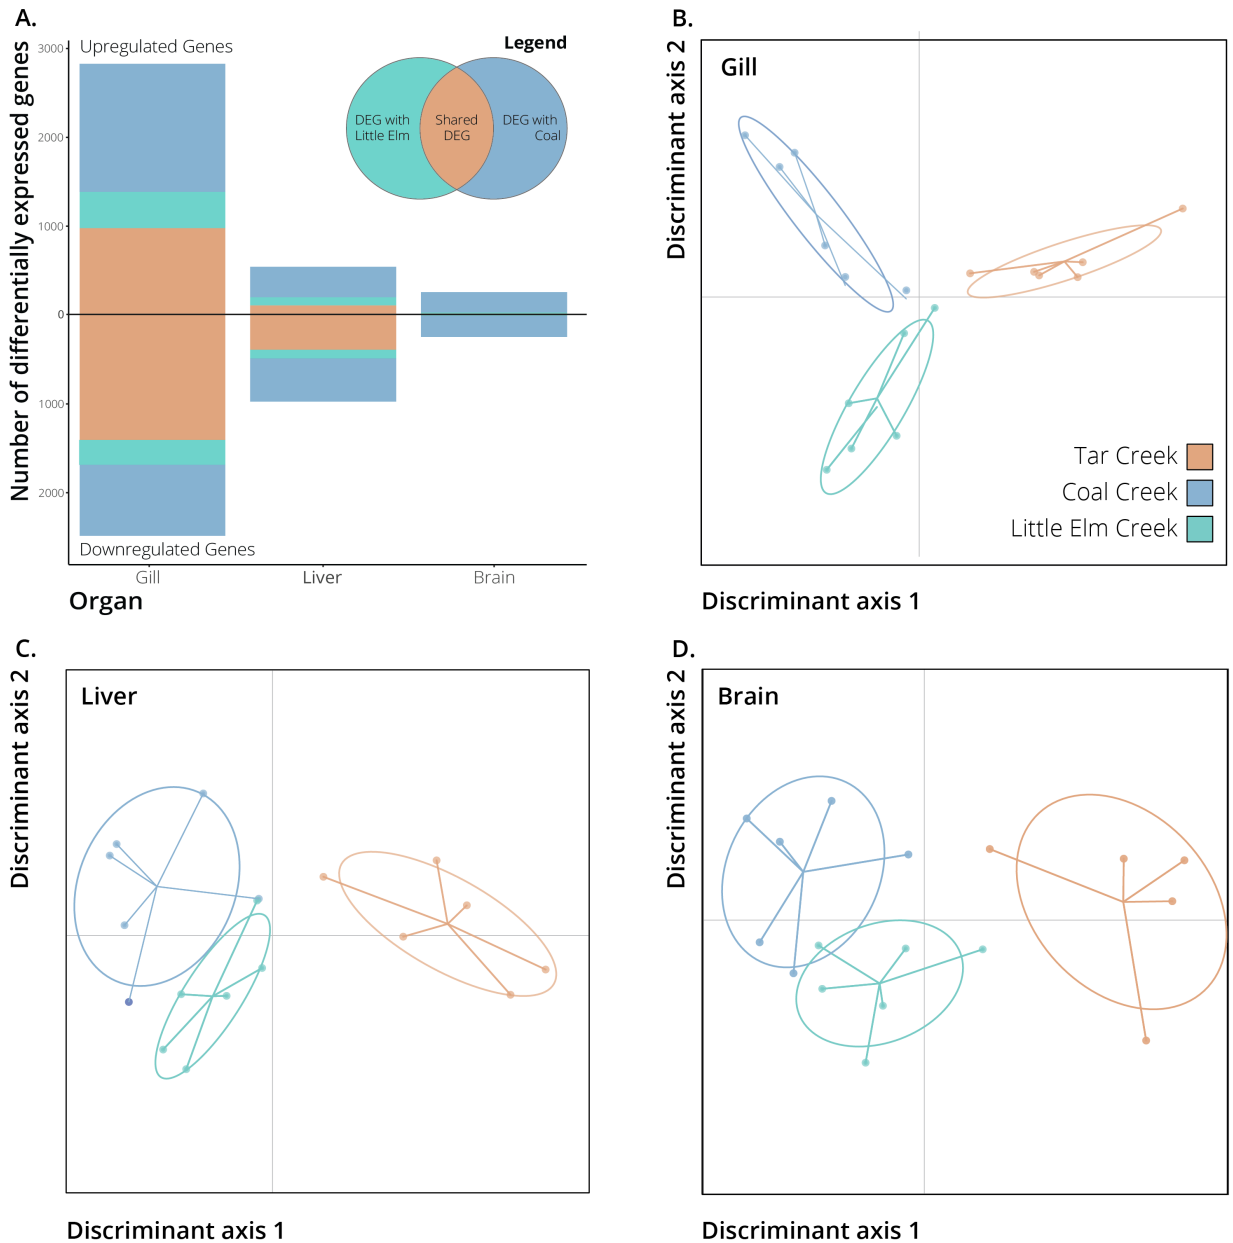 A.
Number of differentially expressed genes
3000
2000
1000
0
1000
2000
Upregulated Genes
Downregulated Genes
Legend
DEG with
Little Elm
Shared
DEG
DEG with
Coal
Gill
Liver
Brain
Organ
B.
Discriminant axis 2
Gill
Tar Creek
Coal Creek
Little Elm Creek
Discriminant axis 1
C.
Discriminant axis 2
Liver
Discriminant axis 1
D.
Discriminant axis 2
Brain
Discriminant axis 1